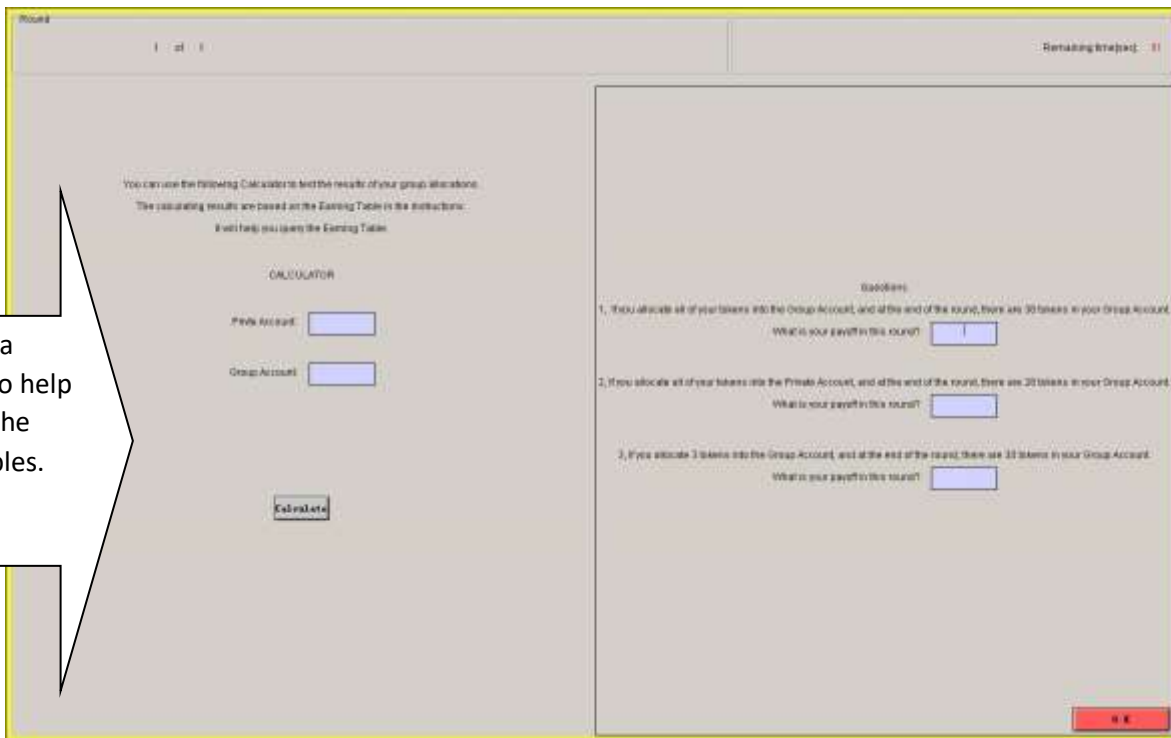 Round
1 of 1
Remaining time[sec]:
You can use the following Calculator to test the results of your group allocations.
The calculating results are based on the Earning Table in the instructions.
It will help you query the Earning Table.
CALCULATOR
Private Account:
Group Account:
Calculate
a
o help
he
bles.
Questions:
1, If you allocate all of your tokens into the Group Account, and at the end of the round, there are 30 tokens in your Group Account.
What is your payoff in this round?
2, If you allocate all of your tokens into the Private Account, and at the end of the round, there are 20 tokens in your Group Account.
What is your payoff in this round?
3, If you allocate 3 tokens into the Group Account, and at the end of the round, there are 33 tokens in your Group Account.
What is your payoff in this round?
O K